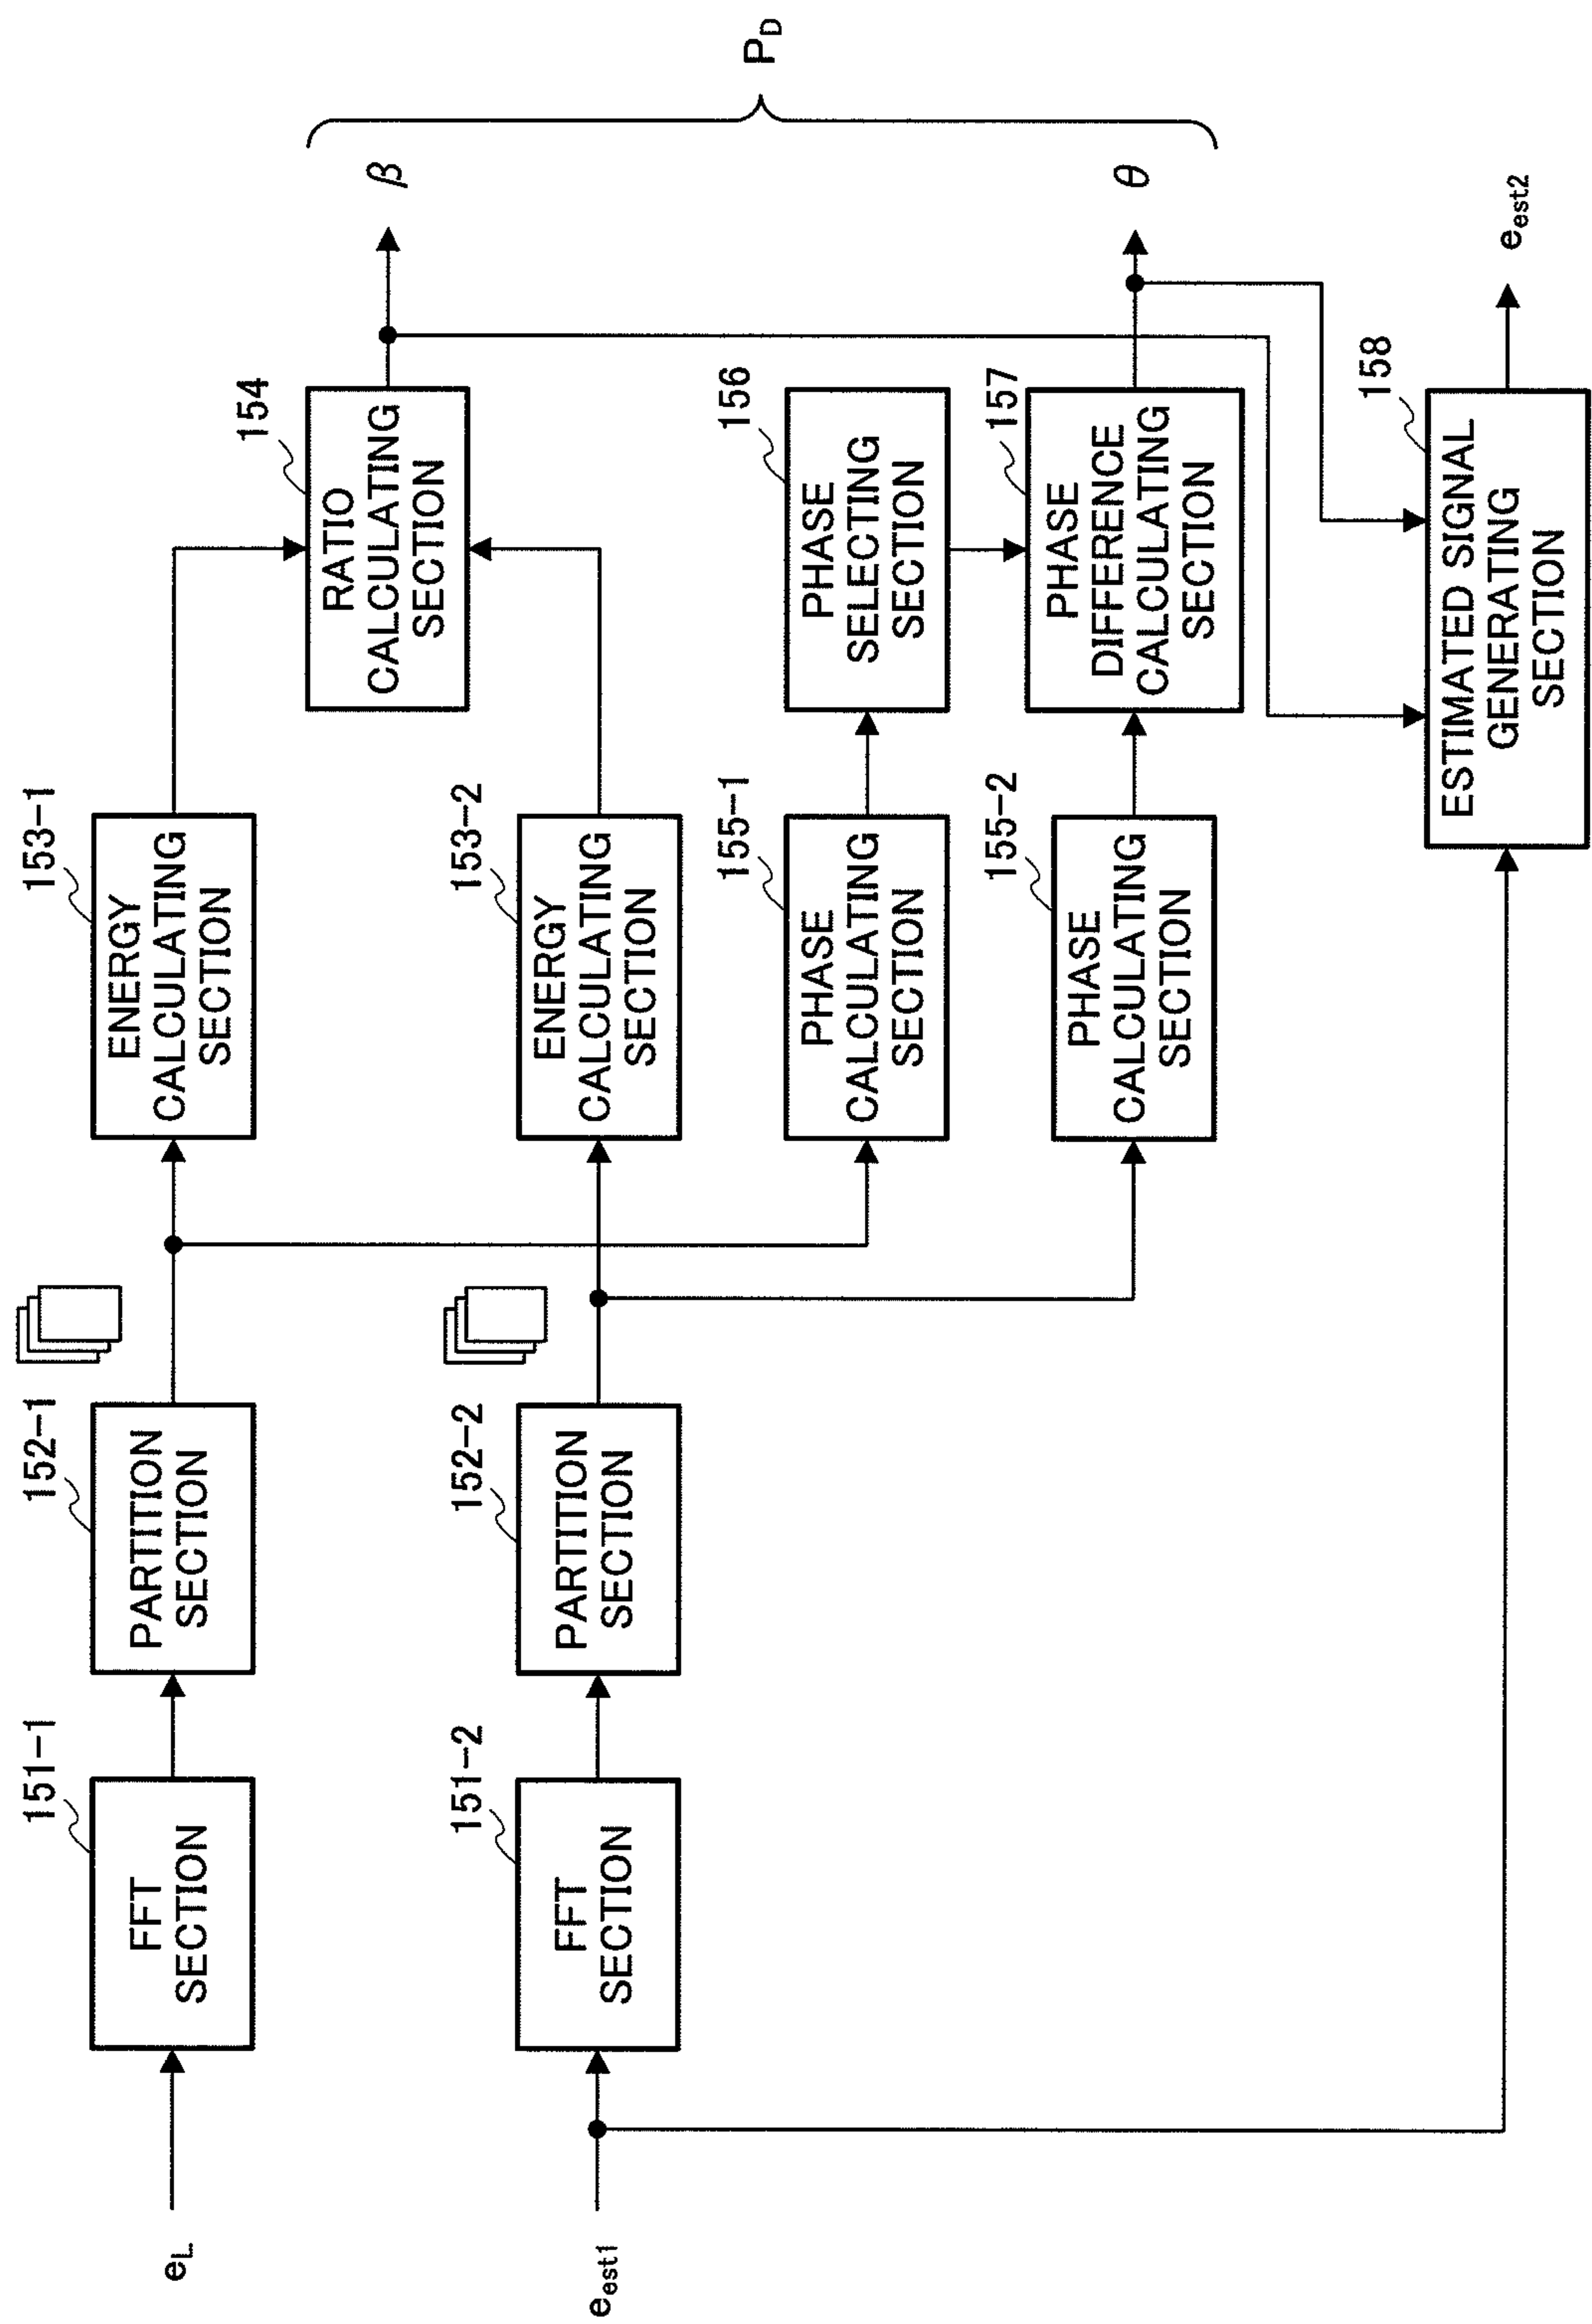 e_L
151-1
FFT
SECTION
152-1
PARTITION
SECTION
153-1
ENERGY
CALCULATING
SECTION
154
RATIO
CALCULATING
SECTION
β
P_D
e_est1
151-2
FFT
SECTION
152-2
PARTITION
SECTION
153-2
ENERGY
CALCULATING
SECTION
155-1
PHASE
CALCULATING
SECTION
156
PHASE
SELECTING
SECTION
155-2
PHASE
CALCULATING
SECTION
157
PHASE
DIFFERENCE
CALCULATING
SECTION
θ
158
ESTIMATED SIGNAL
GENERATING
SECTION
e_est2